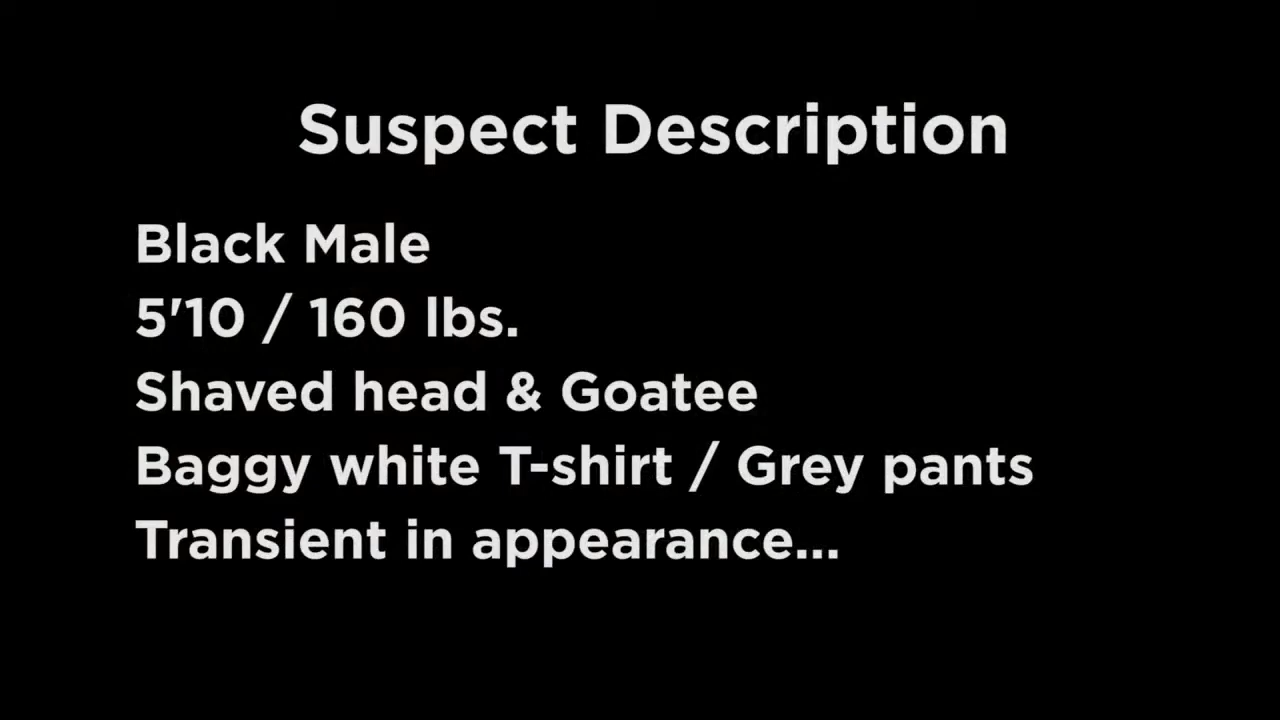 Suspect Description
Black Male
5'10 / 160 lbs.
Shaved head & Goatee
Baggy white T-shirt / Grey pants
Transient in appearance...